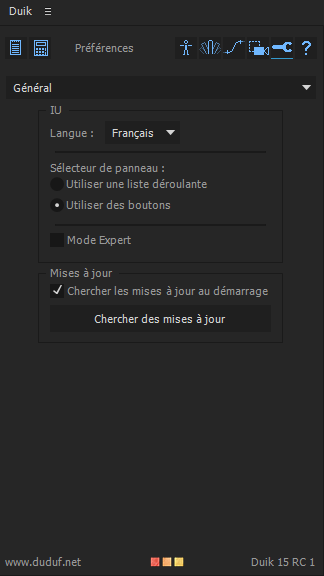 Duik
Préférences
?
Général
IU
Langue :
Français
Sélecteur de panneau :
Utiliser une liste déroulante
Utiliser des boutons
Mode Expert
Mises à jour
Chercher les mises à jour au démarrage
Chercher des mises à jour
www.duduf.net
Duik 15 RC 1